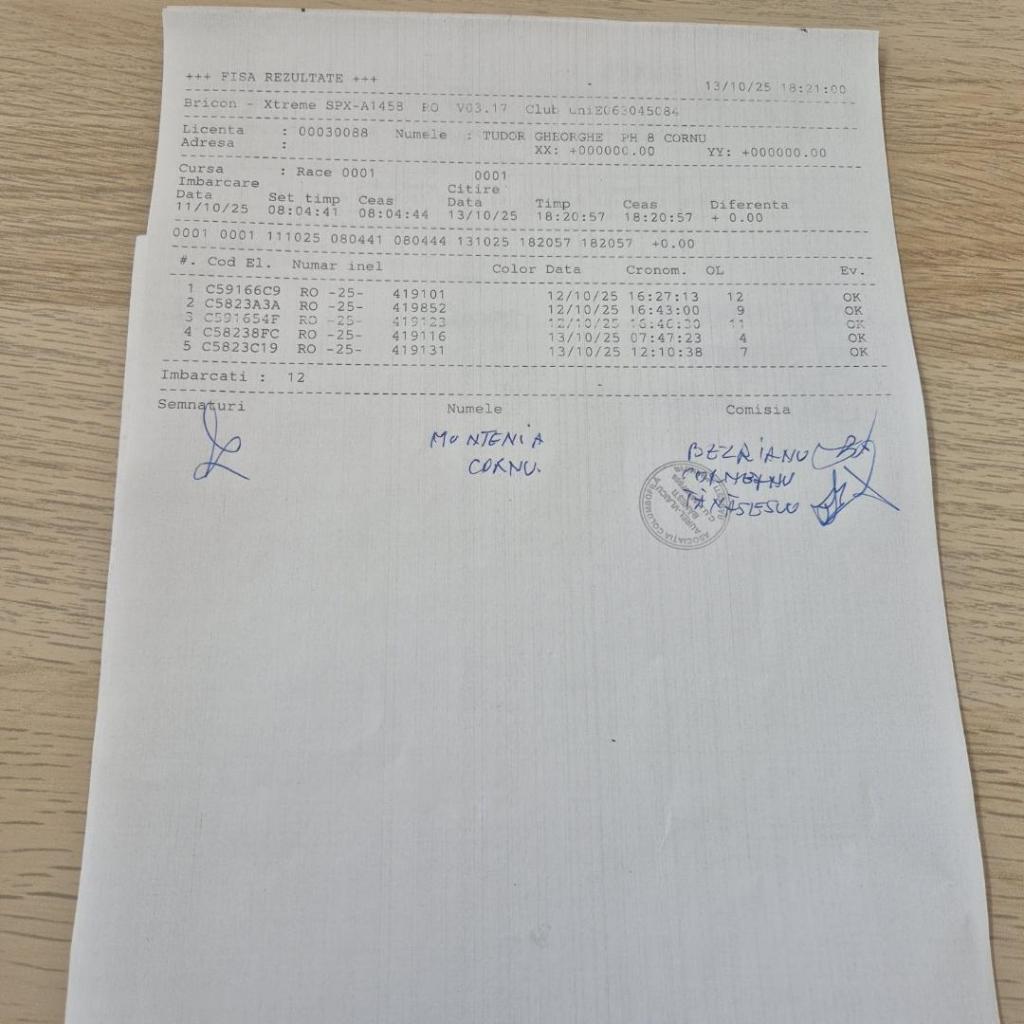 +++ FISA REZULTATE +++ 13/10/25 18:21:00
Bricon - Xtreme SPX-A1458 RO V03.17 Club uniE063045084
Licenta : 00030088 Numele : TUDOR GHEORGHE PH 8 CORNU
Adresa : XX: +000000.00 YY: +000000.00
Cursa : Race 0001 0001
Imbarcare Citire
Data Set timp Ceas Data Timp Ceas Diferenta
11/10/25 08:04:41 08:04:44 13/10/25 18:20:57 18:20:57 + 0.00
0001 0001 111025 080441 080444 131025 182057 182057 +0.00
#. Cod El. Numar inel Color Data Cronom. OL Ev.
1 C59166C9 RO -25- 419101 12/10/25 16:27:13 12 OK
2 C5823A3A RO -25- 419852 12/10/25 16:43:00 9 OK
3 C591654F RO -25- 419123 12/10/25 16:46:30 11 OK
4 C58238FC RO -25- 419116 13/10/25 07:47:23 4 OK
5 C5823C19 RO -25- 419131 13/10/25 12:10:38 7 OK
Imbarcati : 12
Semnaturi Numele Comisia
MUNTENIA BEZRIANU
CORNU.
TĂNĂSESCU
ASOCIAȚIA COLUMBOFILĂ
AUREL VLAICU
BĂNEȘTI